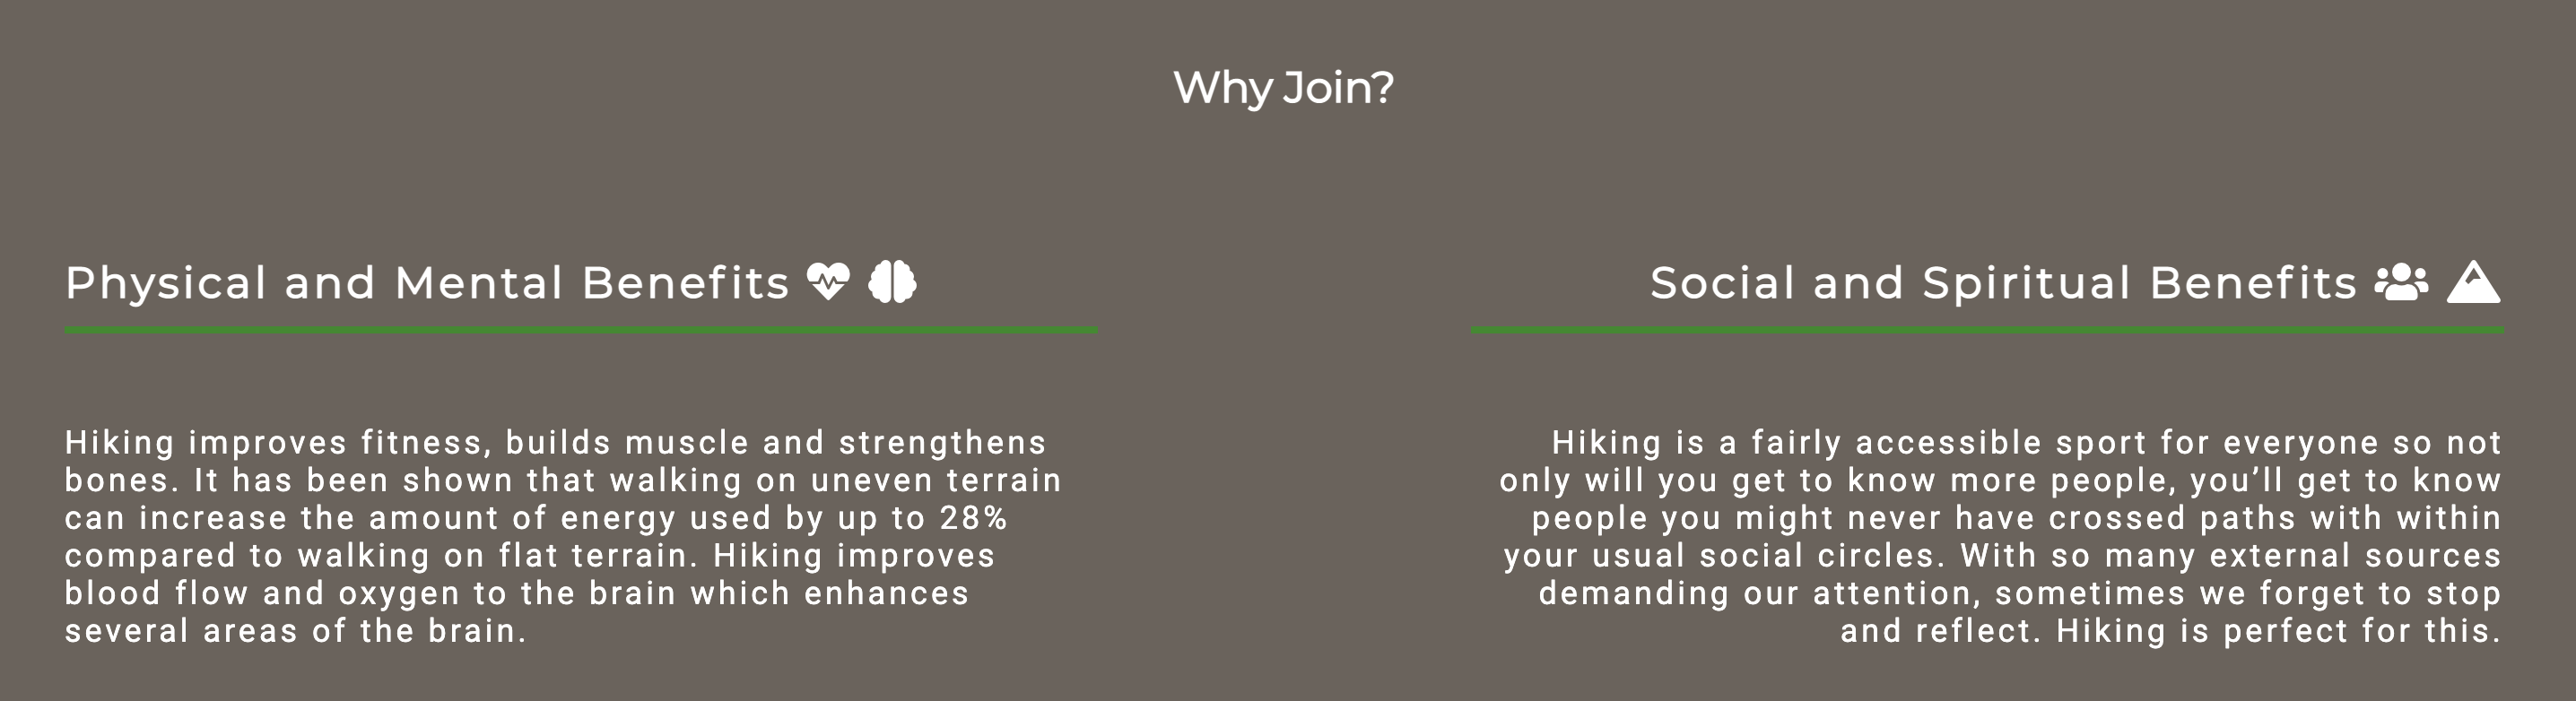 Why Join?
Physical and Mental Benefits
Hiking improves fitness, builds muscle and strengthens
bones. It has been shown that walking on uneven terrain
can increase the amount of energy used by up to 28%
compared to walking on flat terrain. Hiking improves
blood flow and oxygen to the brain which enhances
several areas of the brain.
Social and Spiritual Benefits
Hiking is a fairly accessible sport for everyone so not
only will you get to know more people, you’ll get to know
people you might never have crossed paths with within
your usual social circles. With so many external sources
demanding our attention, sometimes we forget to stop
and reflect. Hiking is perfect for this.